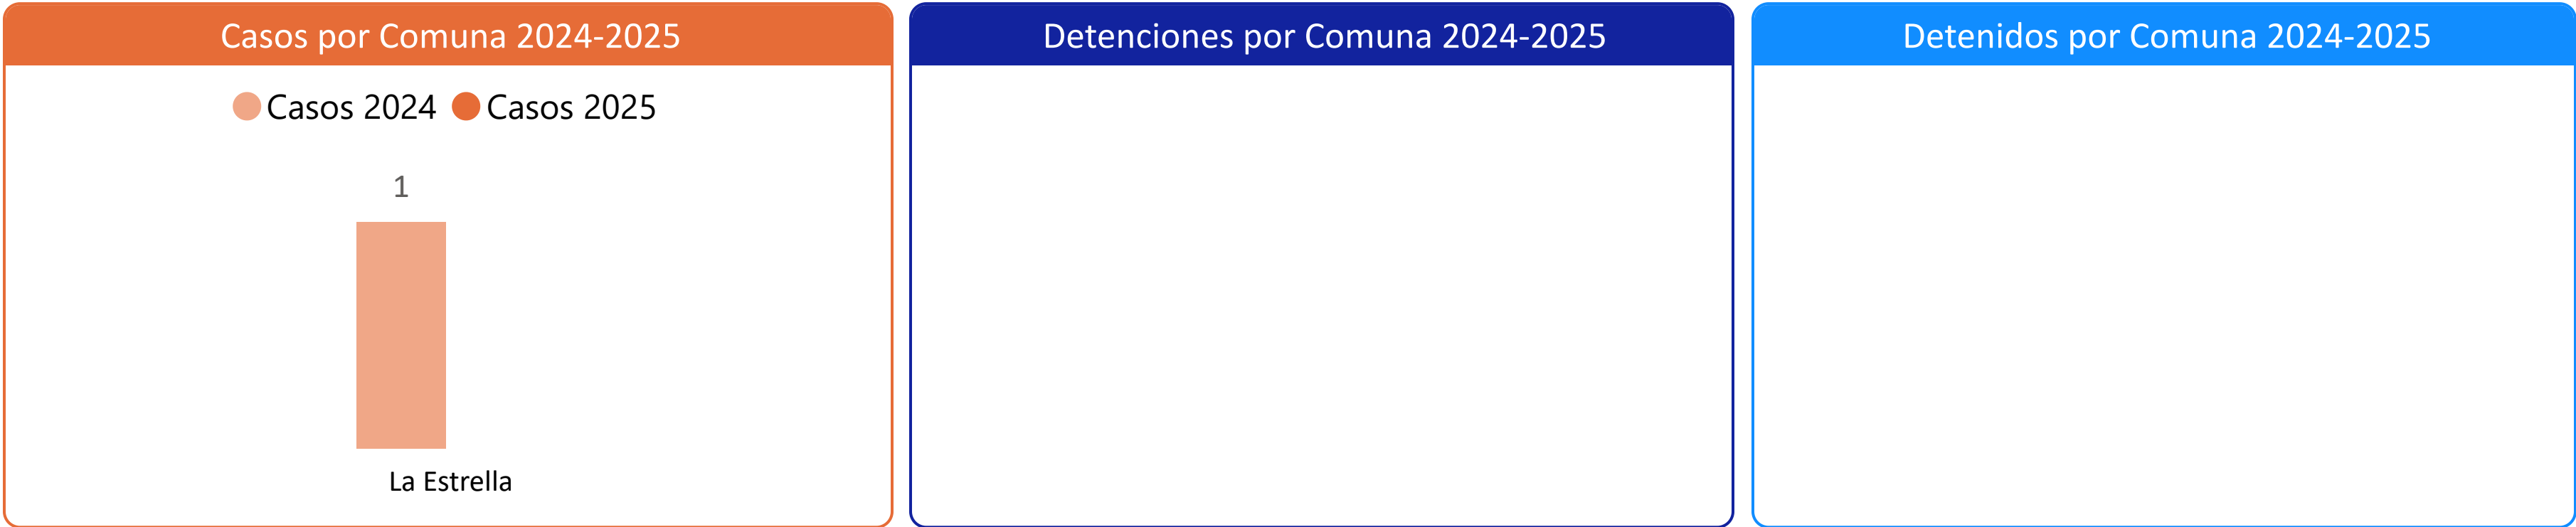 Casos por Comuna 2024-2025
Casos 2024 Casos 2025
1
La Estrella
Detenciones por Comuna 2024-2025
Detenidos por Comuna 2024-2025